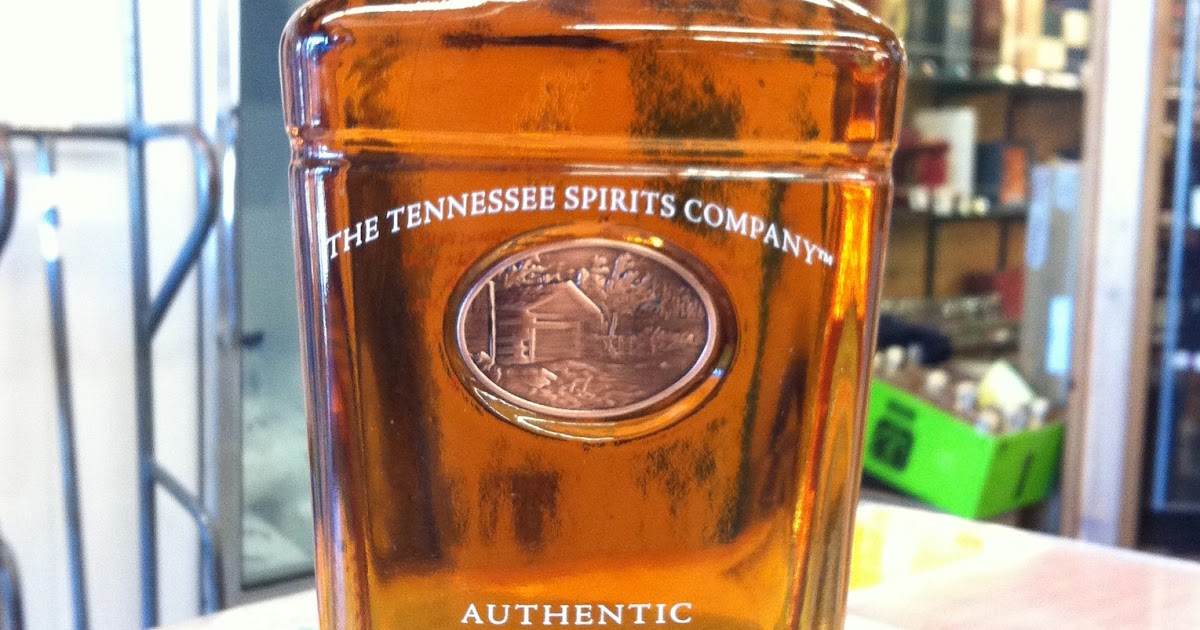 THE TENNESSEE SPIRITS COMPANY™
AUTHENTIC